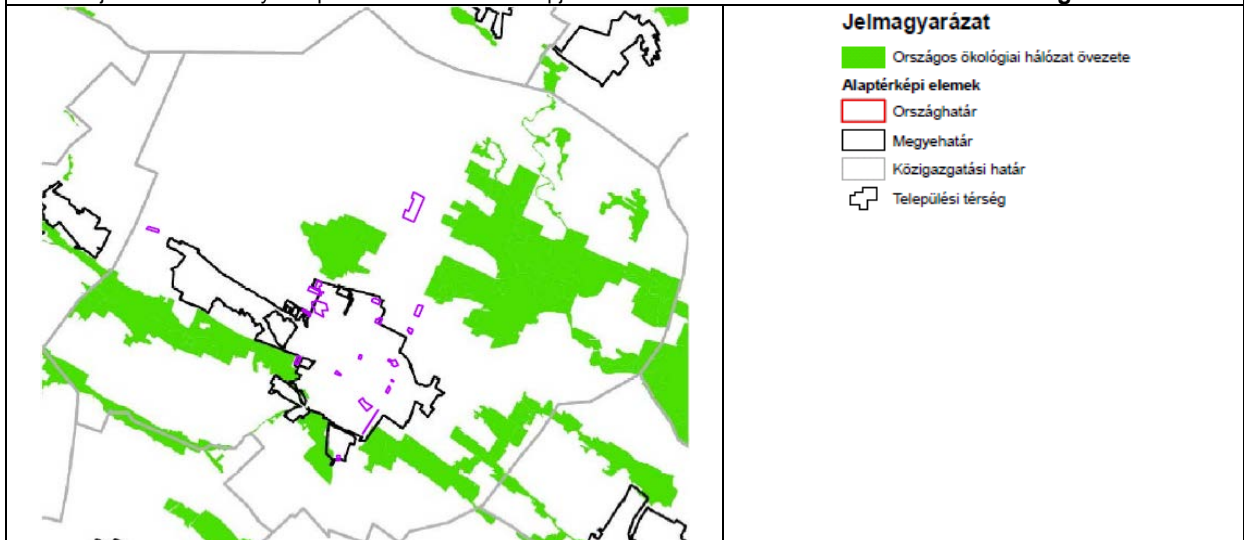 Jelmagyarázat
Országos ökológiai hálózat övezete
Alaptérképi elemek
Országhatár
Megyehatár
Közigazgatási határ
Települési térség